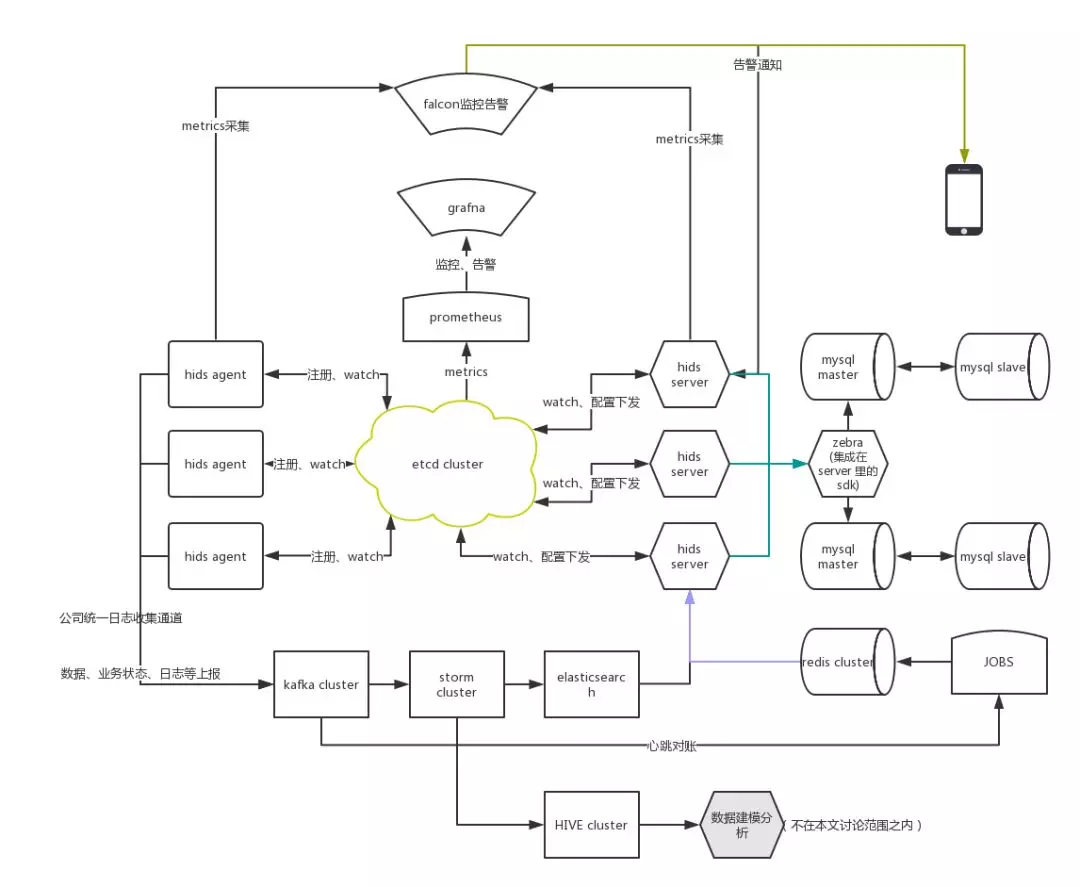 告警通知
falcon监控告警
metrics采集
metrics采集
grafna
监控、告警
prometheus
metrics
hids agent
注册、watch
hids
server
watch、配置下发
mysql
master
mysql slave
hids agent
注册、watch
etcd cluster
hids
server
watch、配置下发
zebra
(集成在
server 里的
sdk)
hids agent
注册、watch
watch、配置下发
hids
server
mysql
master
mysql slave
公司统一日志收集通道
数据、业务状态、日志等上报
kafka cluster
storm
cluster
elasticsearc
h
redis cluster
JOBS
心跳对账
HIVE cluster
数据建模分
析
（不在本文讨论范围之内）